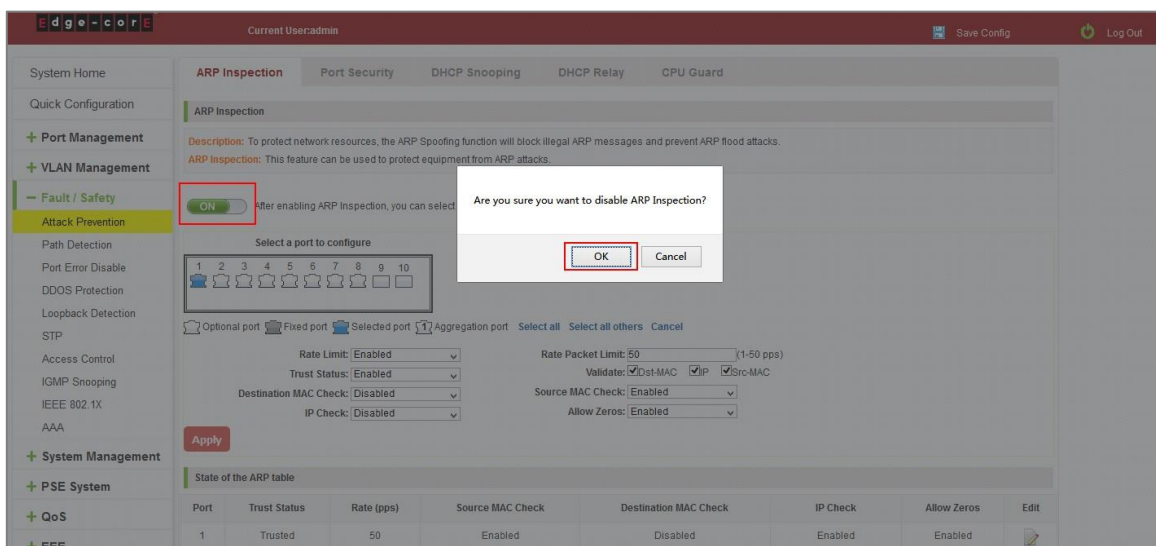 Edge-corE
Current User:admin
Save Config
Log Out
System Home
Quick Configuration
+ Port Management
+ VLAN Management
− Fault / Safety
Attack Prevention
Path Detection
Port Error Disable
DDOS Protection
Loopback Detection
STP
Access Control
IGMP Snooping
IEEE 802.1X
AAA
+ System Management
+ PSE System
+ QoS
+ EEE
ARP Inspection Port Security DHCP Snooping DHCP Relay CPU Guard
ARP Inspection
Description: To protect network resources, the ARP Spoofing function will block illegal ARP messages and prevent ARP flood attacks.
ARP Inspection: This feature can be used to protect equipment from ARP attacks.
ON After enabling ARP Inspection, you can select
Are you sure you want to disable ARP Inspection?
OK Cancel
Select a port to configure
1 2 3 4 5 6 7 8 9 10
Optional port Fixed port Selected port 1 Aggregation port Select all Select all others Cancel
Rate Limit: Enabled Rate Packet Limit: 50 (1-50 pps)
Trust Status: Enabled Validate: Dst-MAC IP Src-MAC
Destination MAC Check: Disabled Source MAC Check: Enabled
IP Check: Disabled Allow Zeros: Enabled
Apply
State of the ARP table
Port Trust Status Rate (pps) Source MAC Check Destination MAC Check IP Check Allow Zeros Edit
1 Trusted 50 Enabled Disabled Enabled Enabled